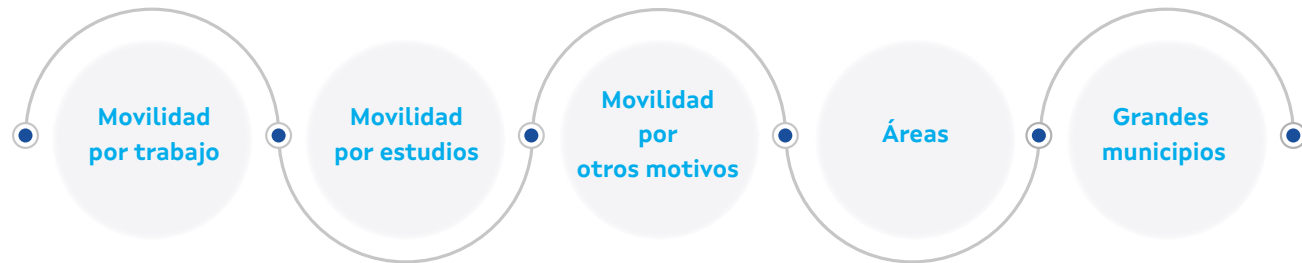 Movilidad
por trabajo
Movilidad
por estudios
Movilidad
por
otros motivos
Áreas
Grandes
municipios